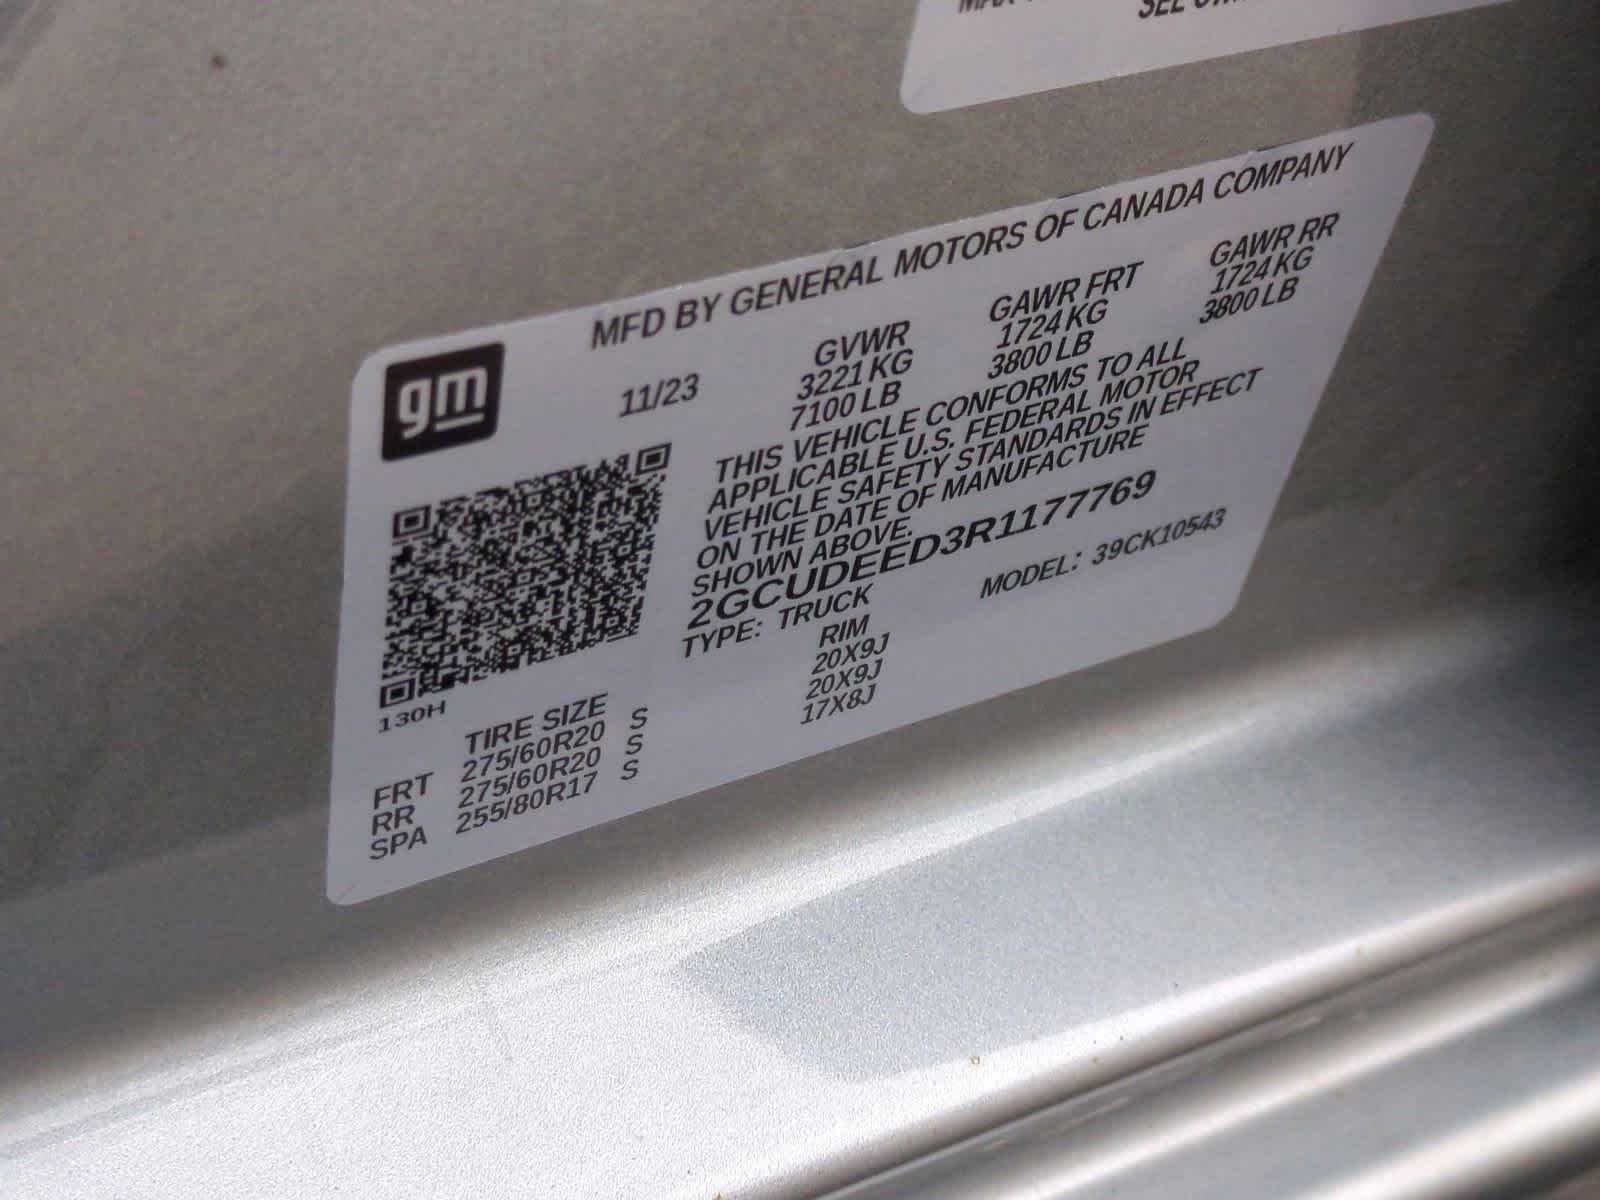 SEE
gm
MFD BY GENERAL MOTORS OF CANADA COMPANY
11/23 GVWR GAWR FRT GAWR RR
3221 KG 1724 KG 1724 KG
7100 LB 3800 LB 3800 LB
THIS VEHICLE CONFORMS TO ALL
APPLICABLE U.S. FEDERAL MOTOR
VEHICLE SAFETY STANDARDS IN EFFECT
ON THE DATE OF MANUFACTURE
SHOWN ABOVE.
2GCUDEED3R1177769
TYPE: TRUCK MODEL: 39CK10543
130H
TIRE SIZE RIM
FRT 275/60R20 S 20X9J
RR 275/60R20 S 20X9J
SPA 255/80R17 S 17X8J